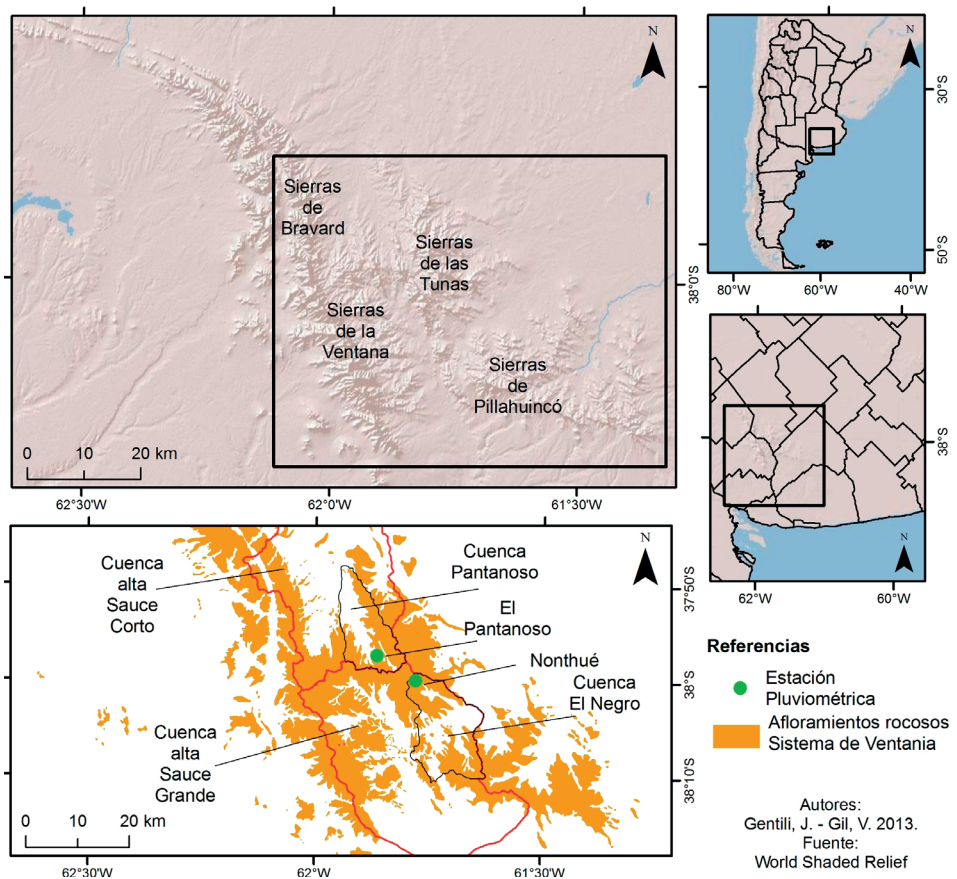 N
Sierras
de
Bravard
Sierras
de las
Tunas
Sierras
de la
Ventana
Sierras
de
Pillahuincó
0 10 20 km
38°0'S
62°30'W 62°0'W 61°30'W
N
30°S
50°S
80°W 60°W 40°W
38°S
N
62°W 60°W
N
Cuenca
alta
Sauce
Corto
Cuenca
Pantanoso
El
Pantanoso
Nonthué
Cuenca
El Negro
Cuenca
alta
Sauce
Grande
37°50'S
38°S
38°10'S
0 10 20 km
62°30'W 62°W 61°30'W
Referencias
Estación
Pluviométrica
Afloramientos rocosos
Sistema de Ventania
Autores:
Gentili, J. - Gil, V. 2013.
Fuente:
World Shaded Relief